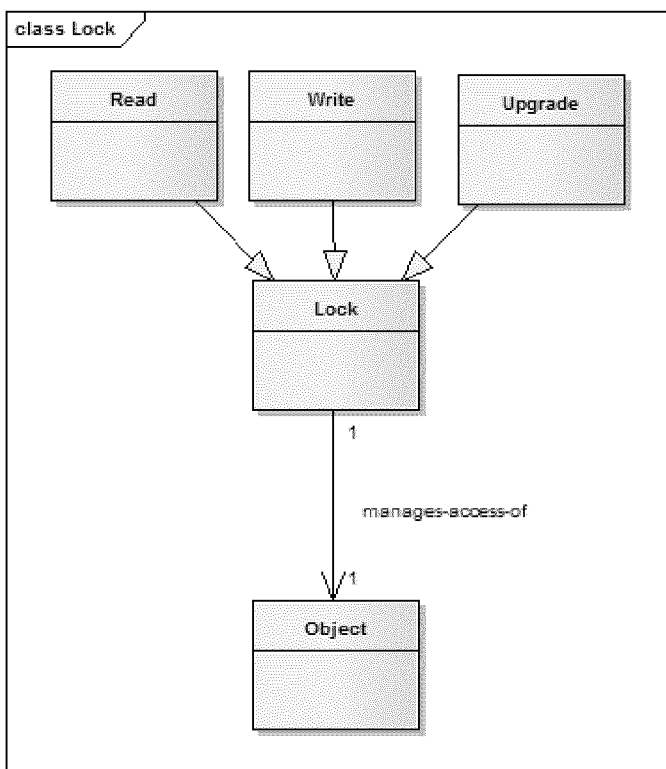 class Lock
Read
Write
Upgrade
Lock
1
manages-access-of
1
Object